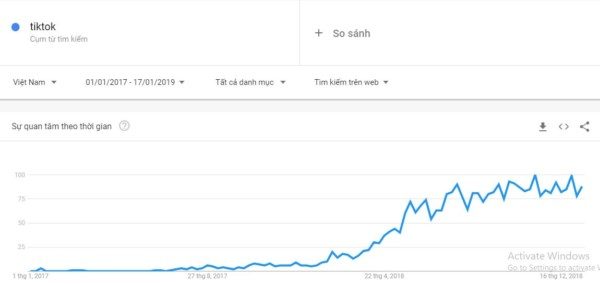 tiktok
Cụm từ tìm kiếm
+ So sánh
Việt Nam
01/01/2017 - 17/01/2019
Tất cả danh mục
Tìm kiếm trên web
Sự quan tâm theo thời gian
100
75
50
25
1 thg 1, 2017
27 thg 8, 2017
22 thg 4, 2018
16 thg 12, 2018
Activate Windows
Go to Settings to activate